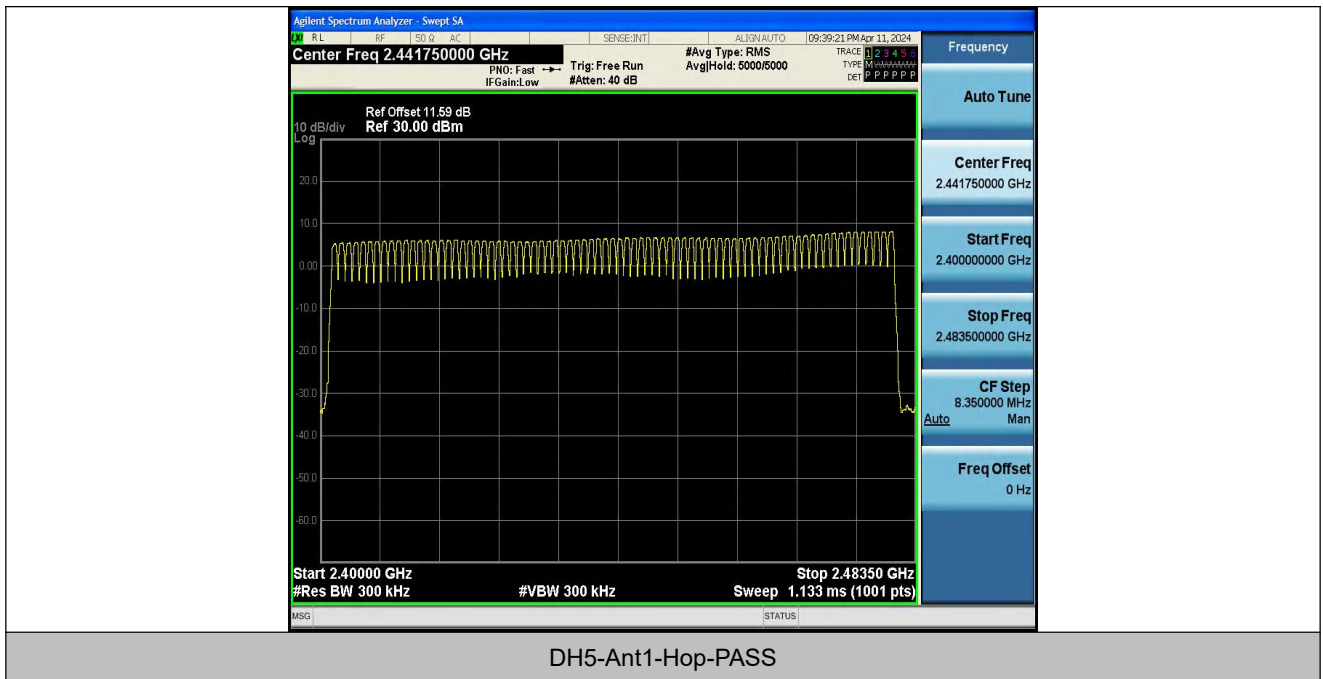 Agilent Spectrum Analyzer - Swept SA
LXI RL RF 50 Ω AC SENSE:INT ALIGN AUTO 09:39:21 PM Apr 11, 2024
Center Freq 2.441750000 GHz
PNO: Fast
IFGain:Low
Trig: Free Run
#Atten: 40 dB
#Avg Type: RMS
Avg|Hold: 5000/5000
TRACE 1 2 3 4 5 6
TYPE M
DET P P P P P P
Ref Offset 11.59 dB
10 dB/div Ref 30.00 dBm
Log
20.0
10.0
0.00
-10.0
-20.0
-30.0
-40.0
-50.0
-60.0
Start 2.40000 GHz Stop 2.48350 GHz
#Res BW 300 kHz #VBW 300 kHz Sweep 1.133 ms (1001 pts)
MSG STATUS
Frequency
Auto Tune
Center Freq
2.441750000 GHz
Start Freq
2.400000000 GHz
Stop Freq
2.483500000 GHz
CF Step
8.350000 MHz
Auto Man
Freq Offset
0 Hz
DH5-Ant1-Hop-PASS